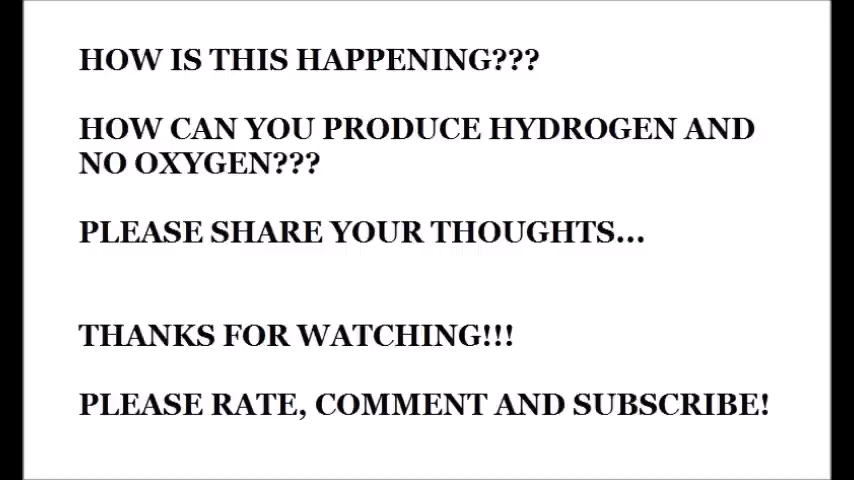 HOW IS THIS HAPPENING???
HOW CAN YOU PRODUCE HYDROGEN AND
NO OXYGEN???
PLEASE SHARE YOUR THOUGHTS...
THANKS FOR WATCHING!!!
PLEASE RATE, COMMENT AND SUBSCRIBE!